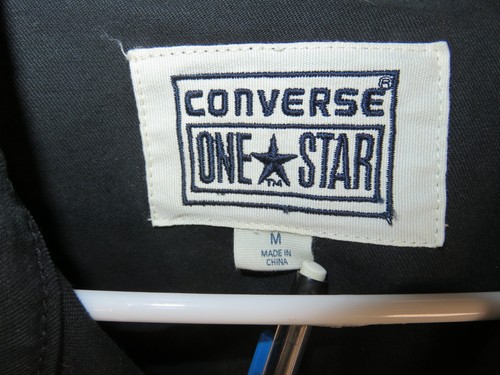 CONVERSE®
ONE★STAR
TM
M
MADE IN
CHINA